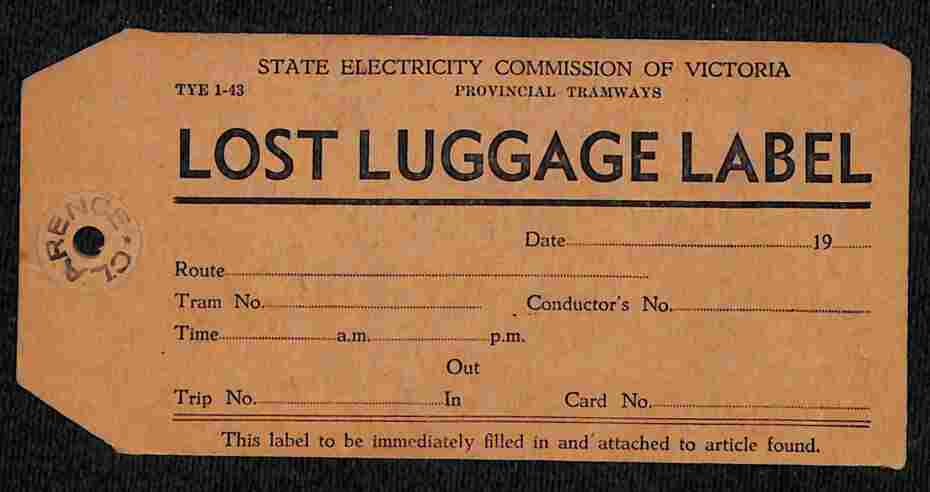 STATE ELECTRICITY COMMISSION OF VICTORIA
TYE 1-43 PROVINCIAL TRAMWAYS
LOST LUGGAGE LABEL
CLARENCE
Date 19
Route
Tram No. Conductor's No.
Time a.m. p.m.
Out
Trip No. In Card No.
This label to be immediately filled in and attached to article found.